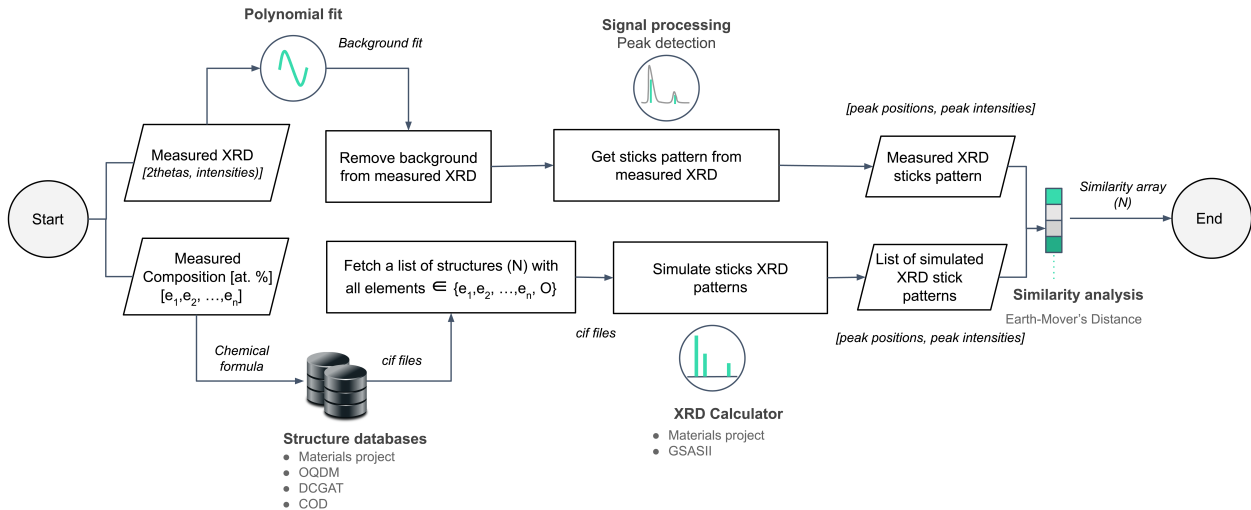 Polynomial fit
Background fit
Signal processing
Peak detection
[peak positions, peak intensities]
Measured XRD
[2thetas, intensities)]
Remove background
from measured XRD
Get sticks pattern from
measured XRD
Measured XRD
sticks pattern
Start
Similarity array
(N)
End
Measured
Composition [at. %]
[e1,e2, …,en]
Fetch a list of structures (N) with
all elements ∈ {e1,e2, …,en, O}
Simulate sticks XRD
patterns
List of simulated
XRD stick
patterns
Similarity analysis
Earth-Mover's Distance
Chemical
formula
cif files
cif files
[peak positions, peak intensities]
Structure databases
● Materials project
● OQDM
● DCGAT
● COD
XRD Calculator
● Materials project
● GSASII